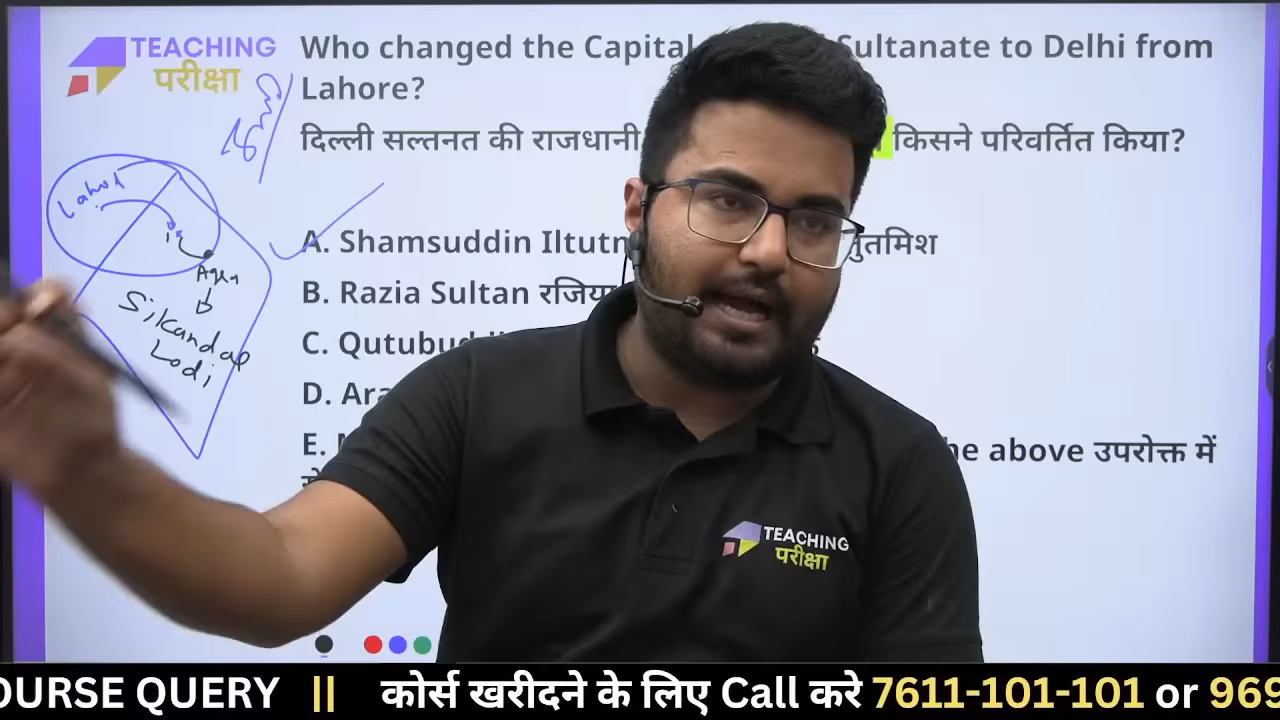 TEACHING
परीक्षा
Who changed the Capital Sultanate to Delhi from
Lahore?
दिल्ली सल्तनत की राजधानी किसने परिवर्तित किया?
Lahor
Agra
Sikandar
Lodi
A. Shamsuddin Iltutm तुतमिश
B. Razia Sultan रजिया
C. Qutubuddi
D. Ara
E. he above उपरोक्त में
TEACHING
परीक्षा
OURSE QUERY || कोर्स खरीदने के लिए Call करे 7611-101-101 or 969